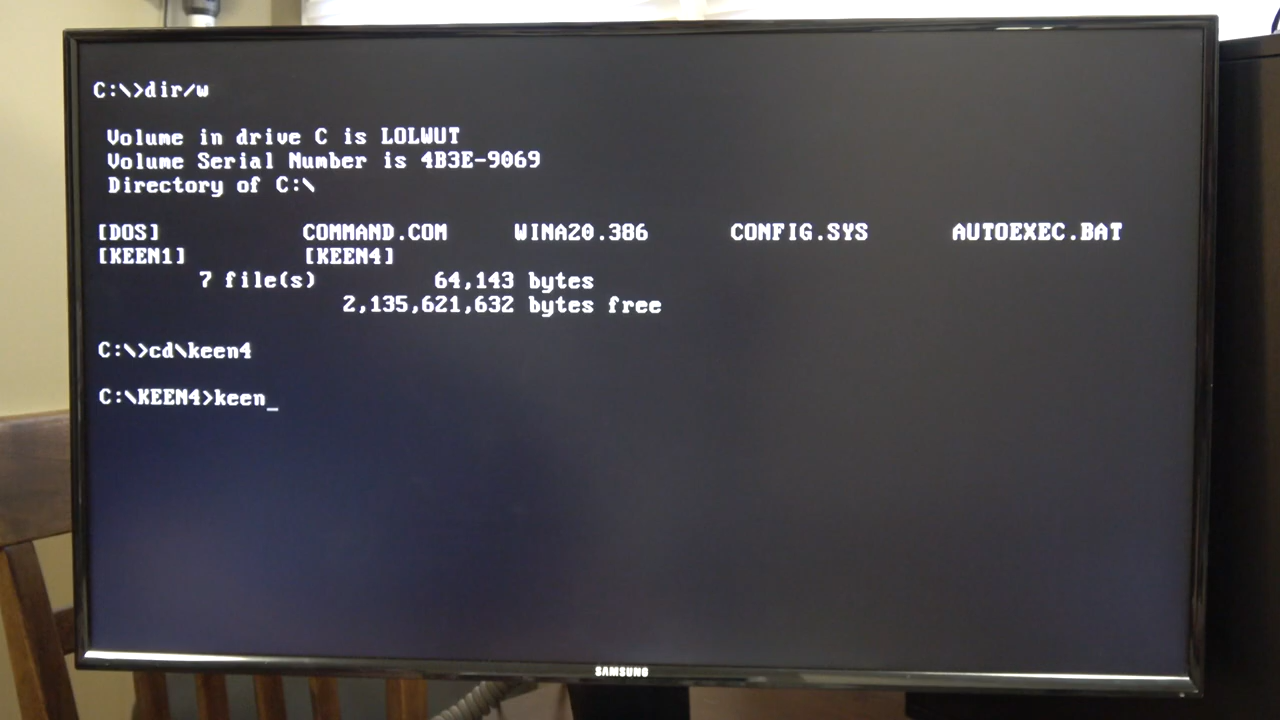 C:\>dir/w
Volume in drive C is LOLWUT
Volume Serial Number is 4B3E-9069
Directory of C:\
[DOS] COMMAND.COM WINA20.386 CONFIG.SYS AUTOEXEC.BAT
[KEEN1] [KEEN4]
7 file(s) 64,143 bytes
2,135,621,632 bytes free
C:\>cd\keen4
C:\KEEN4>keen_
SAMSUNG